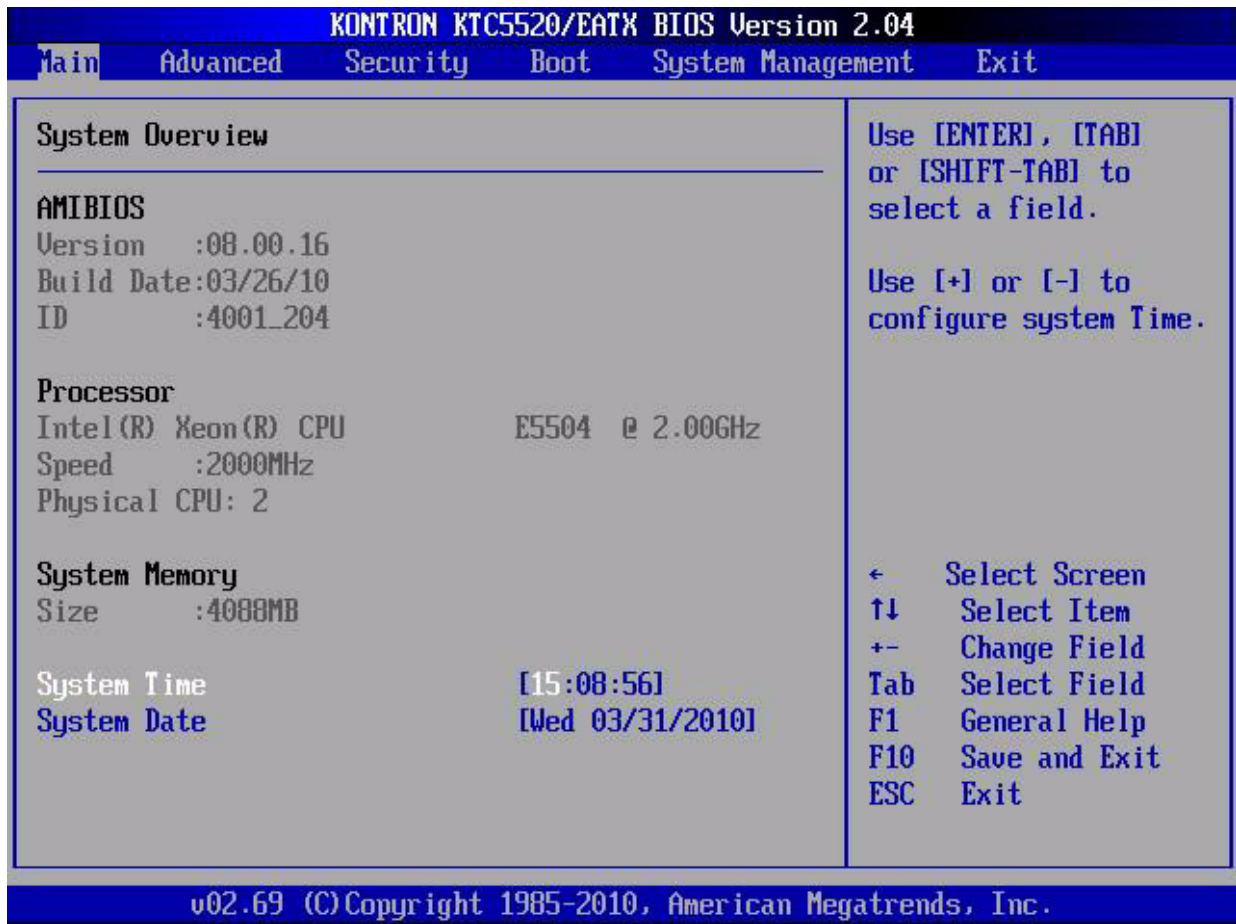 KONTRON KTC5520/EATX BIOS Version 2.04
Main Advanced Security Boot System Management Exit
System Overview
AMIBIOS
Version :08.00.16
Build Date:03/26/10
ID :4001_204
Processor
Intel(R) Xeon(R) CPU E5504 @ 2.00GHz
Speed :2000MHz
Physical CPU: 2
System Memory
Size :4088MB
System Time [15:08:56]
System Date [Wed 03/31/2010]
Use [ENTER], [TAB]
or [SHIFT-TAB] to
select a field.
Use [+] or [-] to
configure system Time.
← Select Screen
↑↓ Select Item
+- Change Field
Tab Select Field
F1 General Help
F10 Save and Exit
ESC Exit
v02.69 (C)Copyright 1985-2010, American Megatrends, Inc.